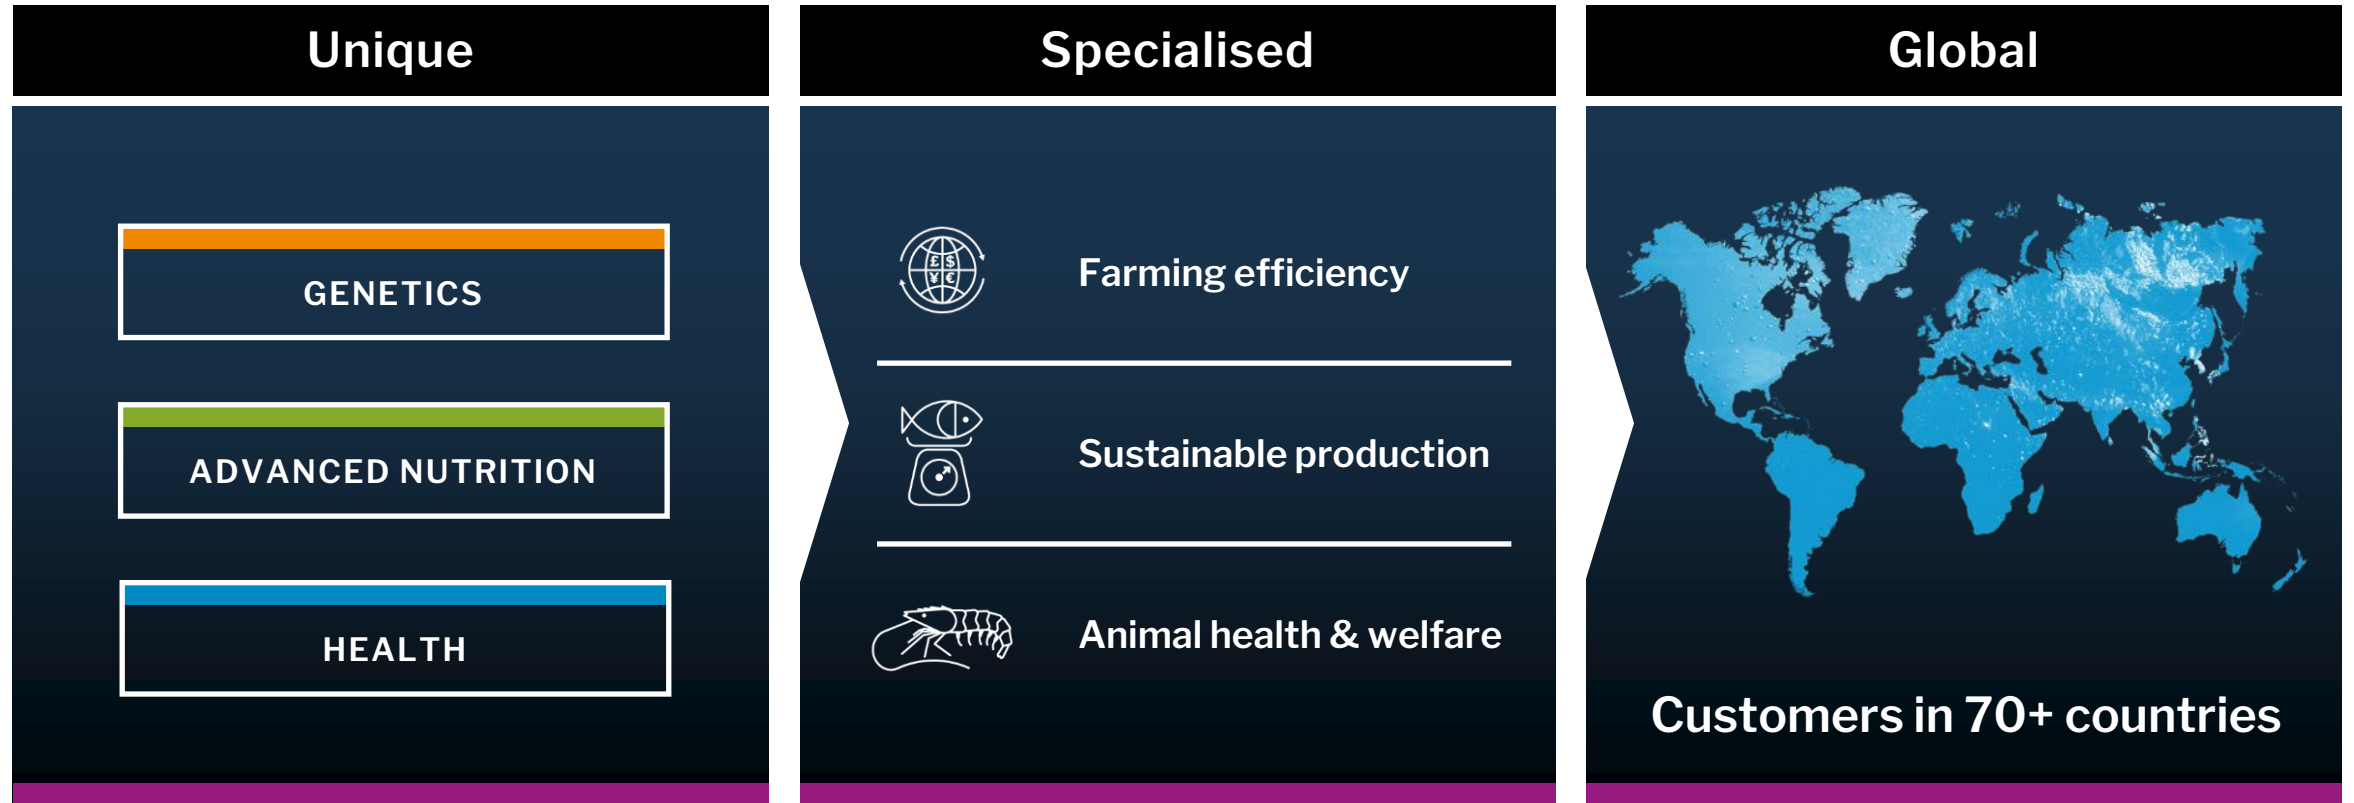 Unique
GENETICS
ADVANCED NUTRITION
HEALTH
Specialised
£ $
¥ €
Farming efficiency
Sustainable production
Animal health & welfare
Global
Customers in 70+ countries